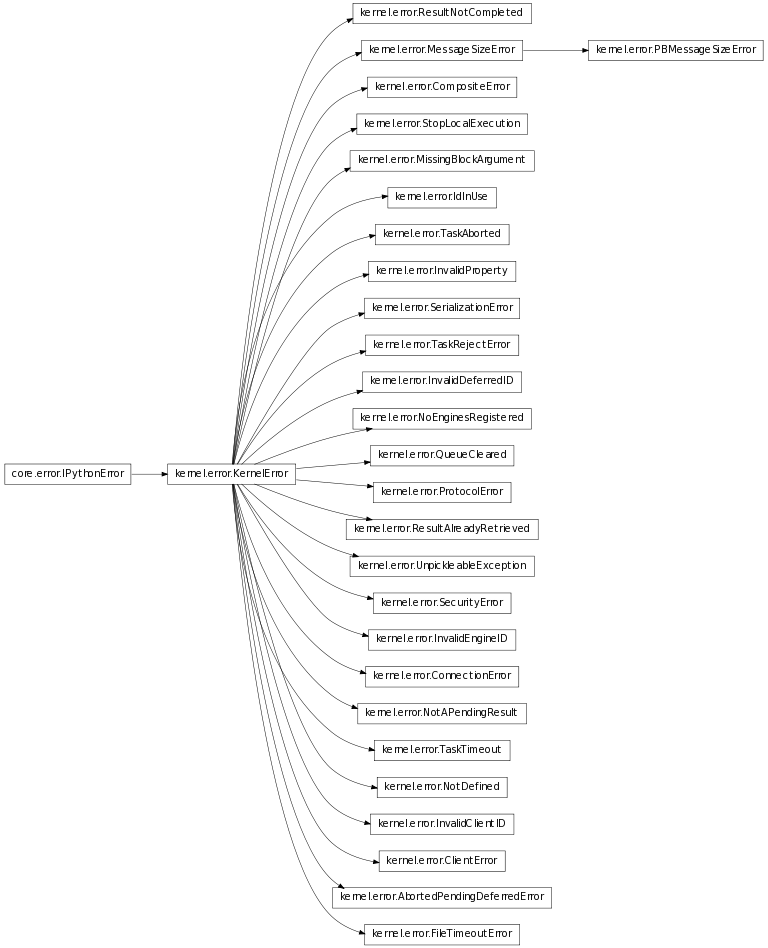 kernel.error.ResultNotCompleted
kernel.error.MessageSizeError
kernel.error.PBMessageSizeError
kernel.error.CompositeError
kernel.error.StopLocalExecution
kernel.error.MissingBlockArgument
kernel.error.IdInUse
kernel.error.TaskAborted
kernel.error.InvalidProperty
kernel.error.SerializationError
kernel.error.TaskRejectError
kernel.error.InvalidDeferredID
kernel.error.NoEnginesRegistered
kernel.error.QueueCleared
core.error.IPythonError
kernel.error.KernelError
kernel.error.ProtocolError
kernel.error.ResultAlreadyRetrieved
kernel.error.UnpickleableException
kernel.error.SecurityError
kernel.error.InvalidEngineID
kernel.error.ConnectionError
kernel.error.NotAPendingResult
kernel.error.TaskTimeout
kernel.error.NotDefined
kernel.error.InvalidClientID
kernel.error.ClientError
kernel.error.AbortedPendingDeferredError
kernel.error.FileTimeoutError